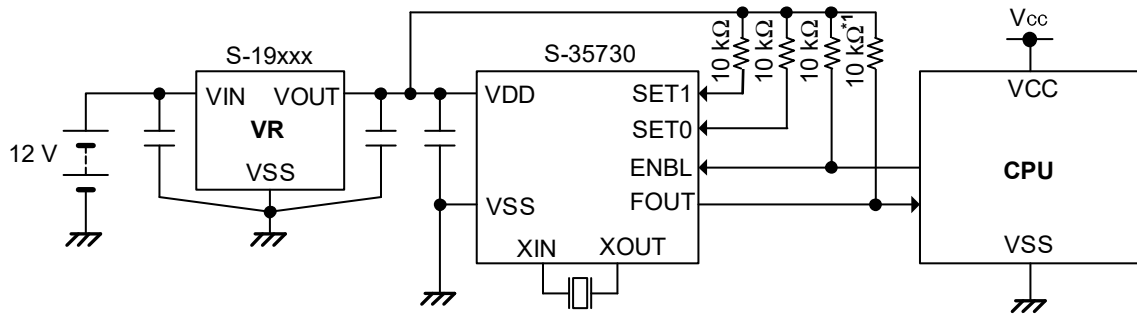 10 kΩ
10 kΩ
10 kΩ
10 kΩ*1
Vcc
S-19xxx
S-35730
VIN
VOUT
VR
VSS
12 V
VDD
VSS
SET1
SET0
ENBL
FOUT
XIN
XOUT
VCC
CPU
VSS